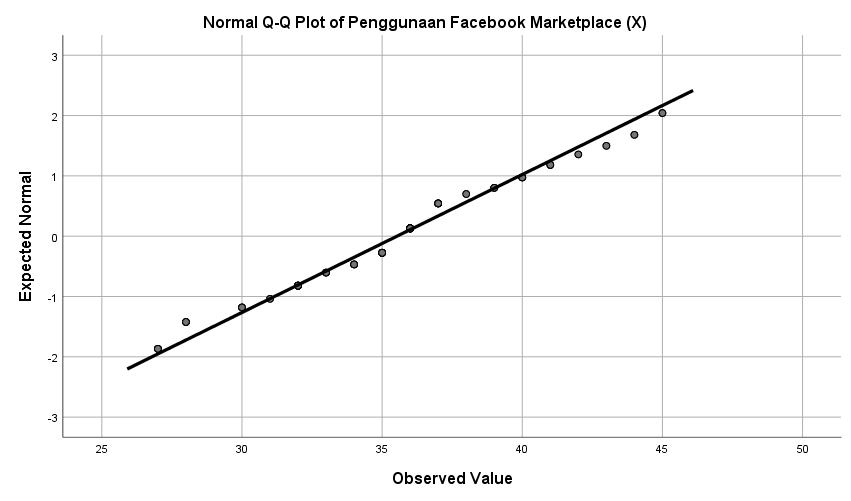 Normal Q-Q Plot of Penggunaan Facebook Marketplace (X)
Expected Normal
3
2
1
0
-1
-2
-3
25 30 35 40 45 50
Observed Value